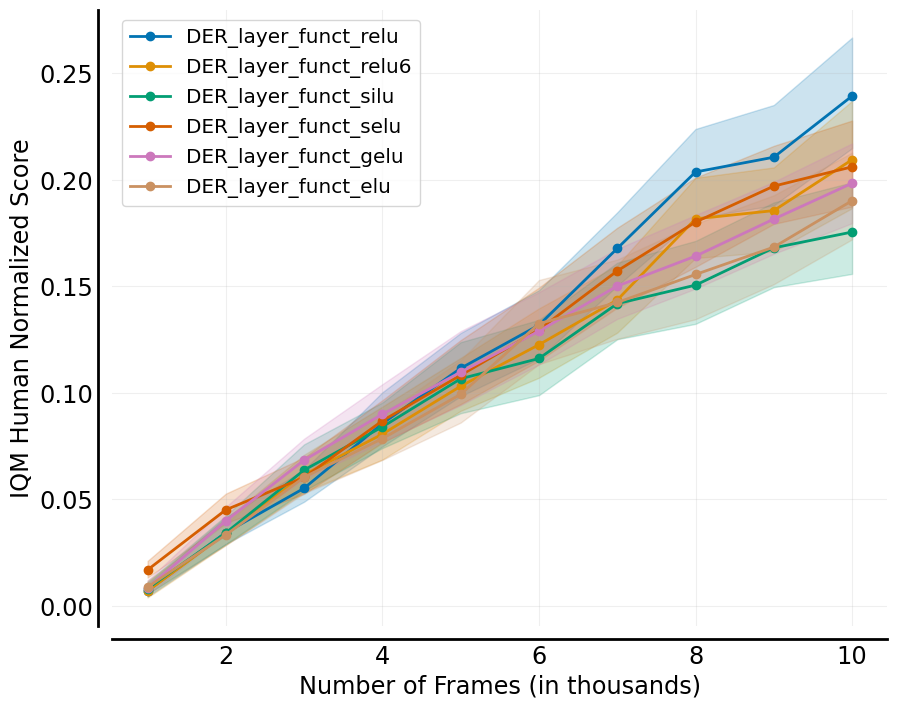 DER_layer_funct_relu
DER_layer_funct_relu6
DER_layer_funct_silu
DER_layer_funct_selu
DER_layer_funct_gelu
DER_layer_funct_elu
IQM Human Normalized Score
0.25
0.20
0.15
0.10
0.05
0.00
2 4 6 8 10
Number of Frames (in thousands)